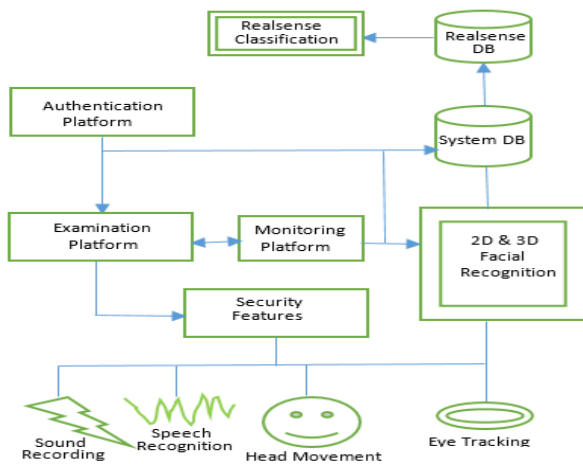 Realsense
Classification
Realsense
DB
Authentication
Platform
System DB
Examination
Platform
Monitoring
Platform
2D & 3D
Facial
Recognition
Security
Features
Sound
Recording
Speech
Recognition
Head Movement
Eye Tracking